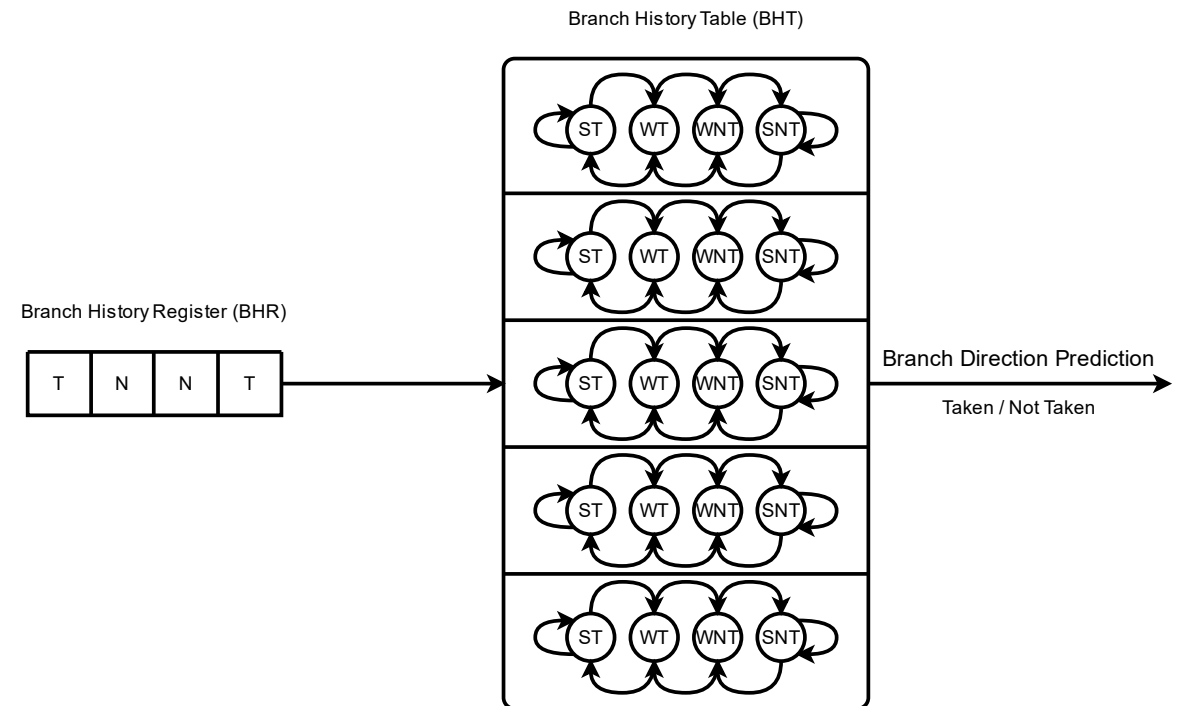 Branch History Table (BHT)
ST WT WNT SNT
ST WT WNT SNT
Branch History Register (BHR)
T N N T
ST WT WNT SNT
Branch Direction Prediction
Taken / Not Taken
ST WT WNT SNT
ST WT WNT SNT